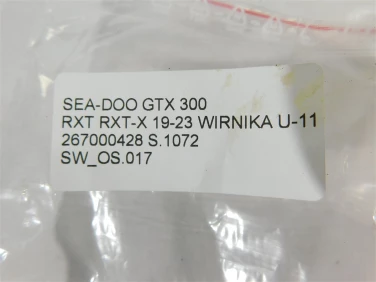 SEA-DOO GTX 300
RXT RXT-X 19-23 WIRNIKA U-11
267000428 S.1072
SW_OS.017